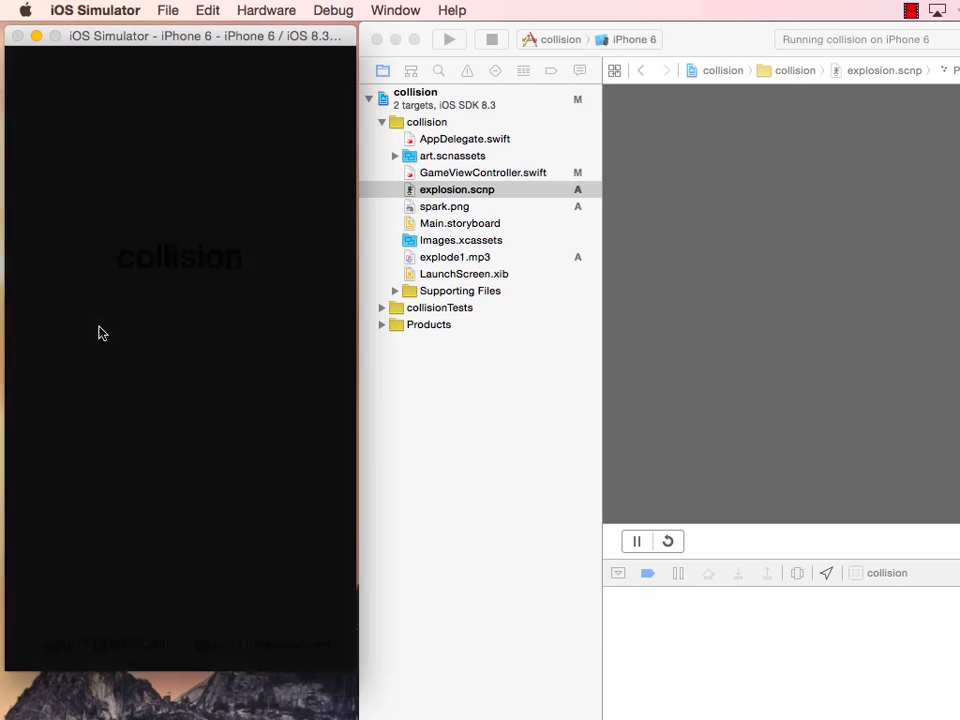 iOS Simulator File Edit Hardware Debug Window Help
iOS Simulator - iPhone 6 - iPhone 6 / iOS 8.3...
collision
collision iPhone 6
Running collision on iPhone 6
collision collision explosion.scnp P
collision M
2 targets, iOS SDK 8.3
collision
AppDelegate.swift
art.scnassets
GameViewController.swift M
explosion.scnp A
spark.png A
Main.storyboard
Images.xcassets
explode1.mp3 A
LaunchScreen.xib
Supporting Files
collisionTests
Products
collision